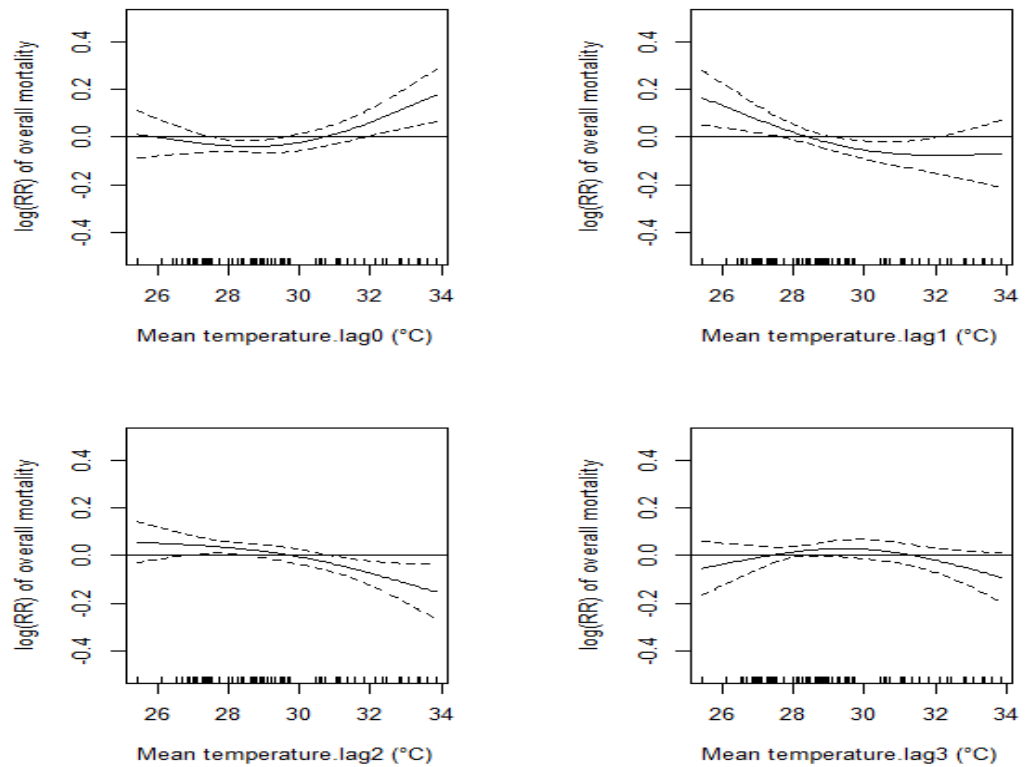 log(RR) of overall mortality
0.4
0.2
0.0
-0.2
-0.4
26 28 30 32 34
Mean temperature.lag0 (°C)
log(RR) of overall mortality
0.4
0.2
0.0
-0.2
-0.4
26 28 30 32 34
Mean temperature.lag1 (°C)
log(RR) of overall mortality
0.4
0.2
0.0
-0.2
-0.4
26 28 30 32 34
Mean temperature.lag2 (°C)
log(RR) of overall mortality
0.4
0.2
0.0
-0.2
-0.4
26 28 30 32 34
Mean temperature.lag3 (°C)